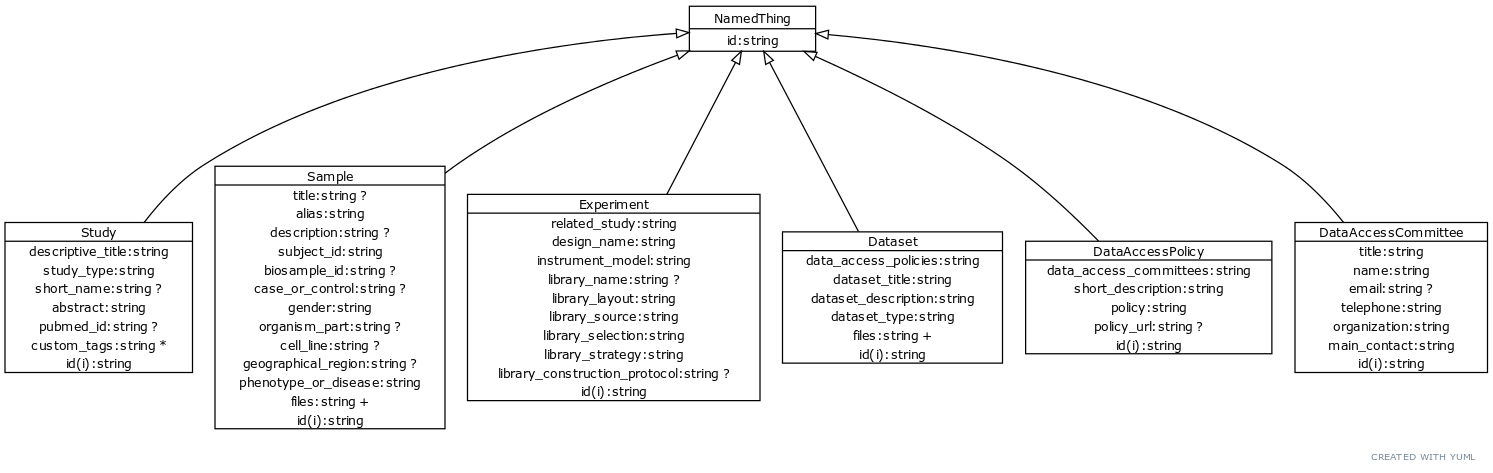 NamedThing
id:string
Study
descriptive_title:string
study_type:string
short_name:string ?
abstract:string
pubmed_id:string ?
custom_tags:string *
id(i):string
Sample
title:string ?
alias:string
description:string ?
subject_id:string
biosample_id:string ?
case_or_control:string ?
gender:string
organism_part:string ?
cell_line:string ?
geographical_region:string ?
phenotype_or_disease:string
files:string +
id(i):string
Experiment
related_study:string
design_name:string
instrument_model:string
library_name:string ?
library_layout:string
library_source:string
library_selection:string
library_strategy:string
library_construction_protocol:string ?
id(i):string
Dataset
data_access_policies:string
dataset_title:string
dataset_description:string
dataset_type:string
files:string +
id(i):string
DataAccessPolicy
data_access_committees:string
short_description:string
policy:string
policy_url:string ?
id(i):string
DataAccessCommittee
title:string
name:string
email:string ?
telephone:string
organization:string
main_contact:string
id(i):string
CREATED WITH YUML